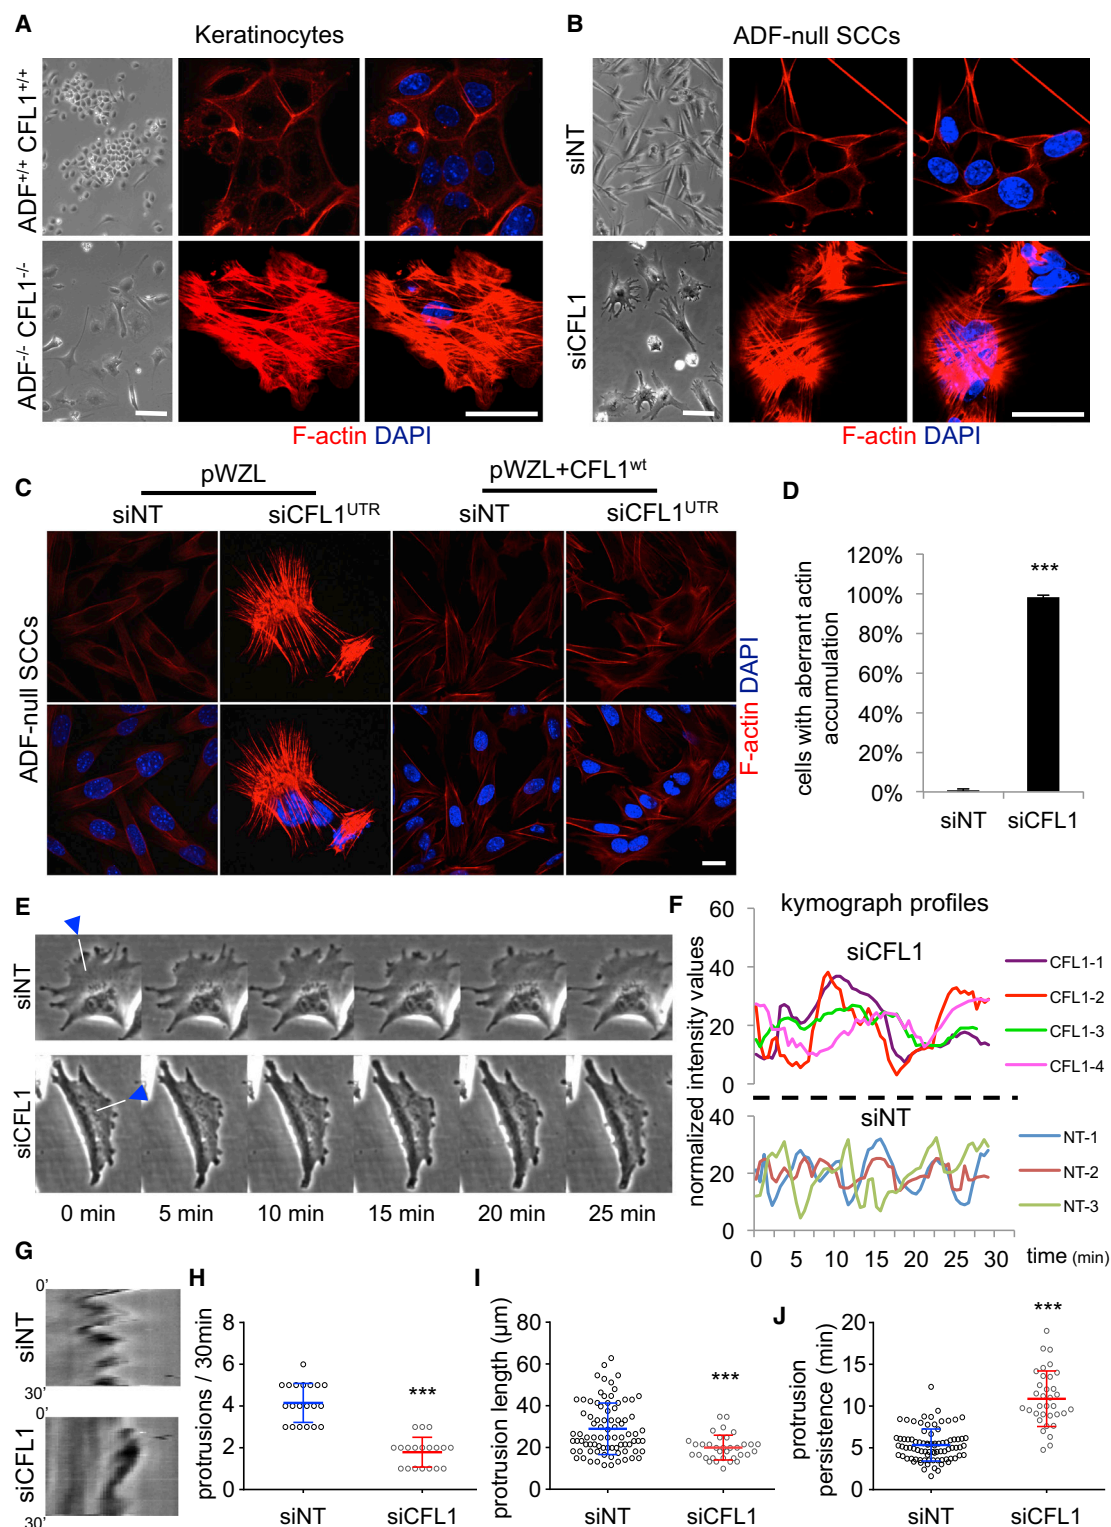 A
Keratinocytes
ADF+/+ CFL1+/+
ADF-/- CFL1-/-
F-actin DAPI
B
ADF-null SCCs
siNT
siCFL1
F-actin DAPI
C
pWZL
pWZL+CFL1wt
siNT
siCFL1UTR
siNT
siCFL1UTR
ADF-null SCCs
F-actin DAPI
D
cells with aberrant actin
accumulation
120%
100%
80%
60%
40%
20%
0%
***
siNT
siCFL1
E
siNT
siCFL1
0 min
5 min
10 min
15 min
20 min
25 min
F
kymograph profiles
normalized intensity values
60
40
20
0
siCFL1
CFL1-1
CFL1-2
CFL1-3
CFL1-4
40
20
0
siNT
NT-1
NT-2
NT-3
0 5 10 15 20 25 30
time (min)
G
0'
siNT
30'
0'
siCFL1
30'
H
protrusions / 30min
8
6
4
2
0
***
siNT
siCFL1
I
protrusion length (µm)
80
60
40
20
0
***
siNT
siCFL1
J
protrusion
persistence (min)
20
15
10
5
0
***
siNT
siCFL1